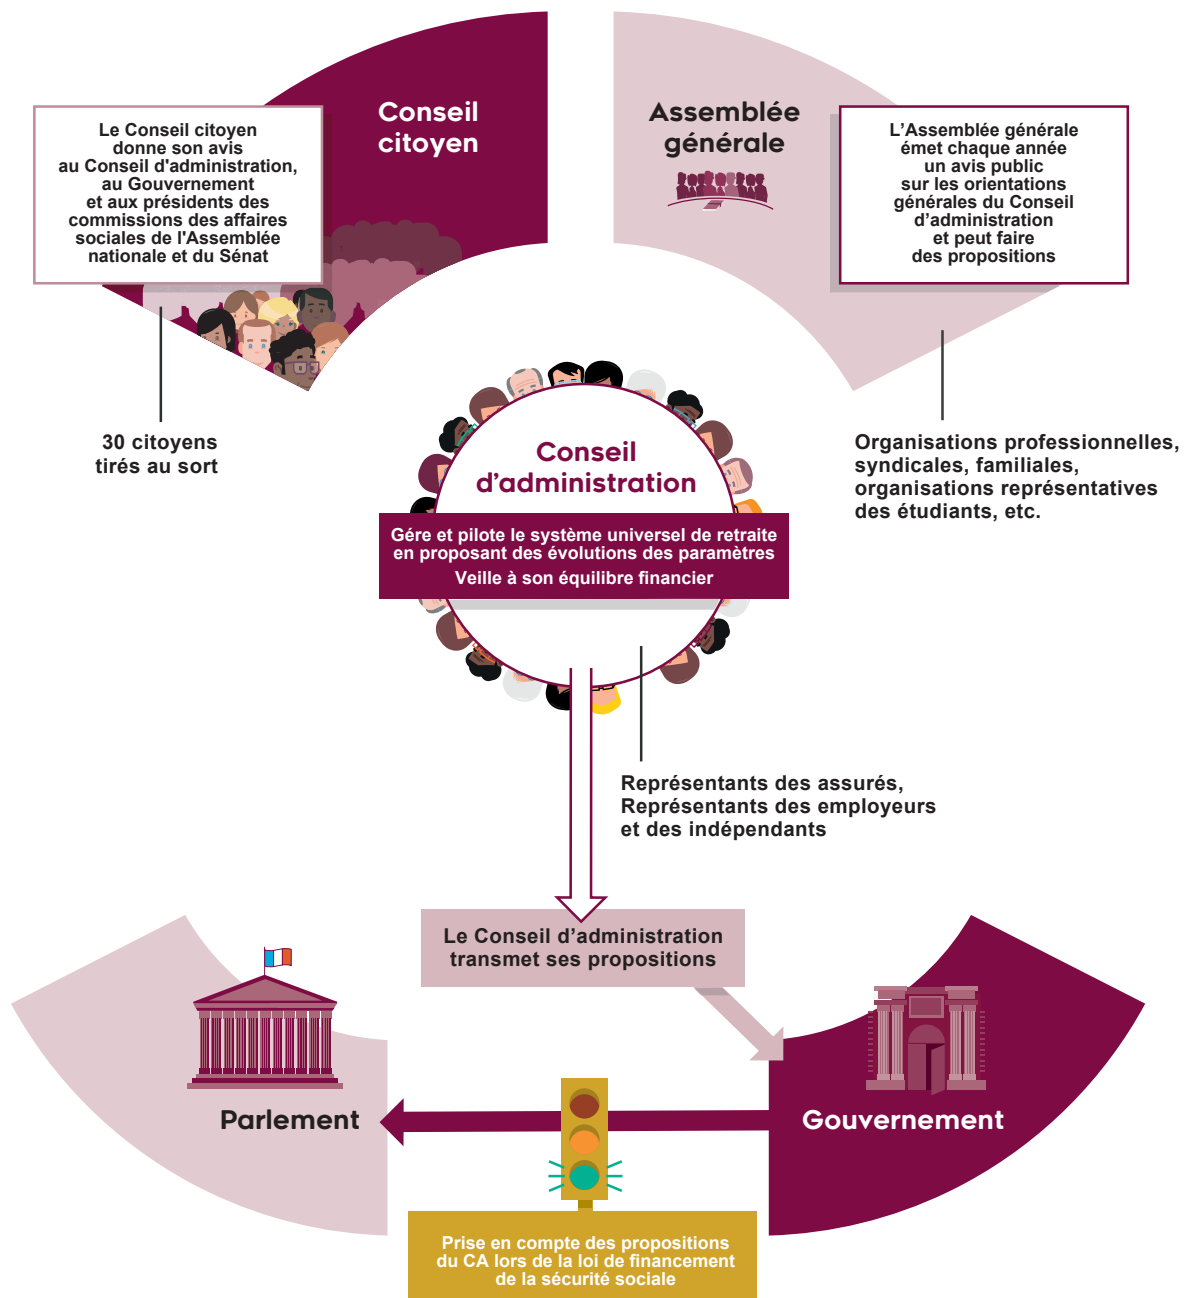 Conseil
citoyen
Le Conseil citoyen
donne son avis
au Conseil d'administration,
au Gouvernement
et aux présidents des
commissions des affaires
sociales de l'Assemblée
nationale et du Sénat
30 citoyens
tirés au sort
Assemblée
générale
L'Assemblée générale
émet chaque année
un avis public
sur les orientations
générales du Conseil
d'administration
et peut faire
des propositions
Organisations professionnelles,
syndicales, familiales,
organisations représentatives
des étudiants, etc.
Conseil
d'administration
Gére et pilote le système universel de retraite
en proposant des évolutions des paramètres
Veille à son équilibre financier
Représentants des assurés,
Représentants des employeurs
et des indépendants
Le Conseil d'administration
transmet ses propositions
Parlement
Gouvernement
Prise en compte des propositions
du CA lors de la loi de financement
de la sécurité sociale